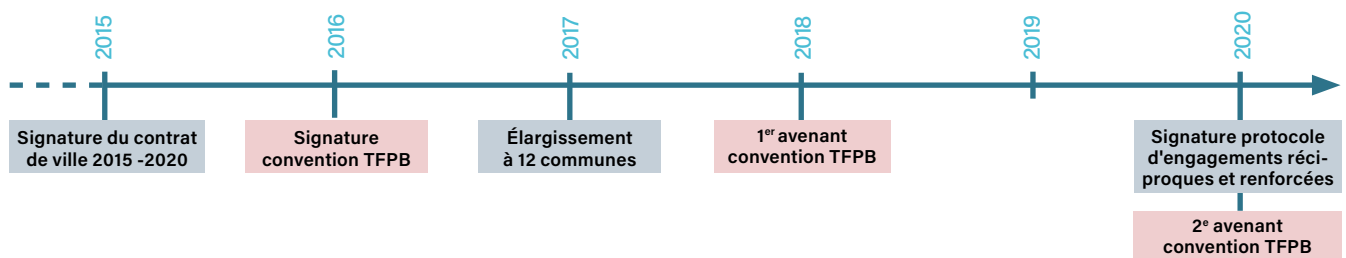 2015
2016
2017
2018
2019
2020
Signature du contrat
de ville 2015 -2020
Signature
convention TFPB
Élargissement
à 12 communes
1er avenant
convention TFPB
Signature protocole
d'engagements réci-
proques et renforcées
2e avenant
convention TFPB